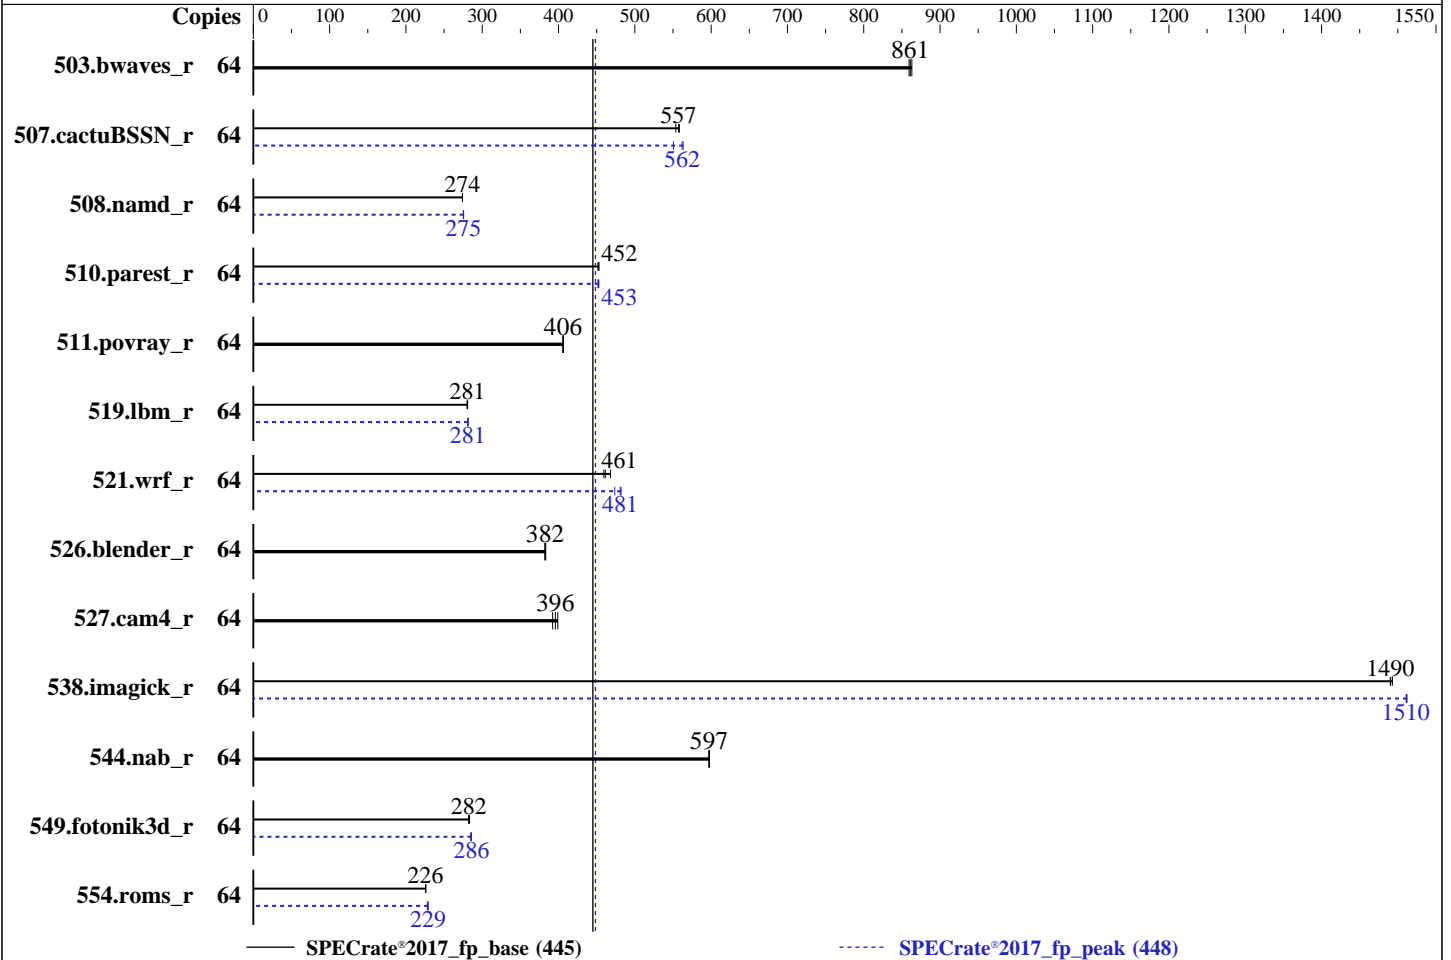 Copies 0 100 200 300 400 500 600 700 800 900 1000 1100 1200 1300 1400 1550
503.bwaves_r 64 861
507.cactuBSSN_r 64 557
562
508.namd_r 64 274
275
510.parest_r 64 452
453
511.povray_r 64 406
519.lbm_r 64 281
281
521.wrf_r 64 461
481
526.blender_r 64 382
527.cam4_r 64 396
538.imagick_r 64 1490
1510
544.nab_r 64 597
549.fotonik3d_r 64 282
286
554.roms_r 64 226
229
SPECrate®2017_fp_base (445) SPECrate®2017_fp_peak (448)